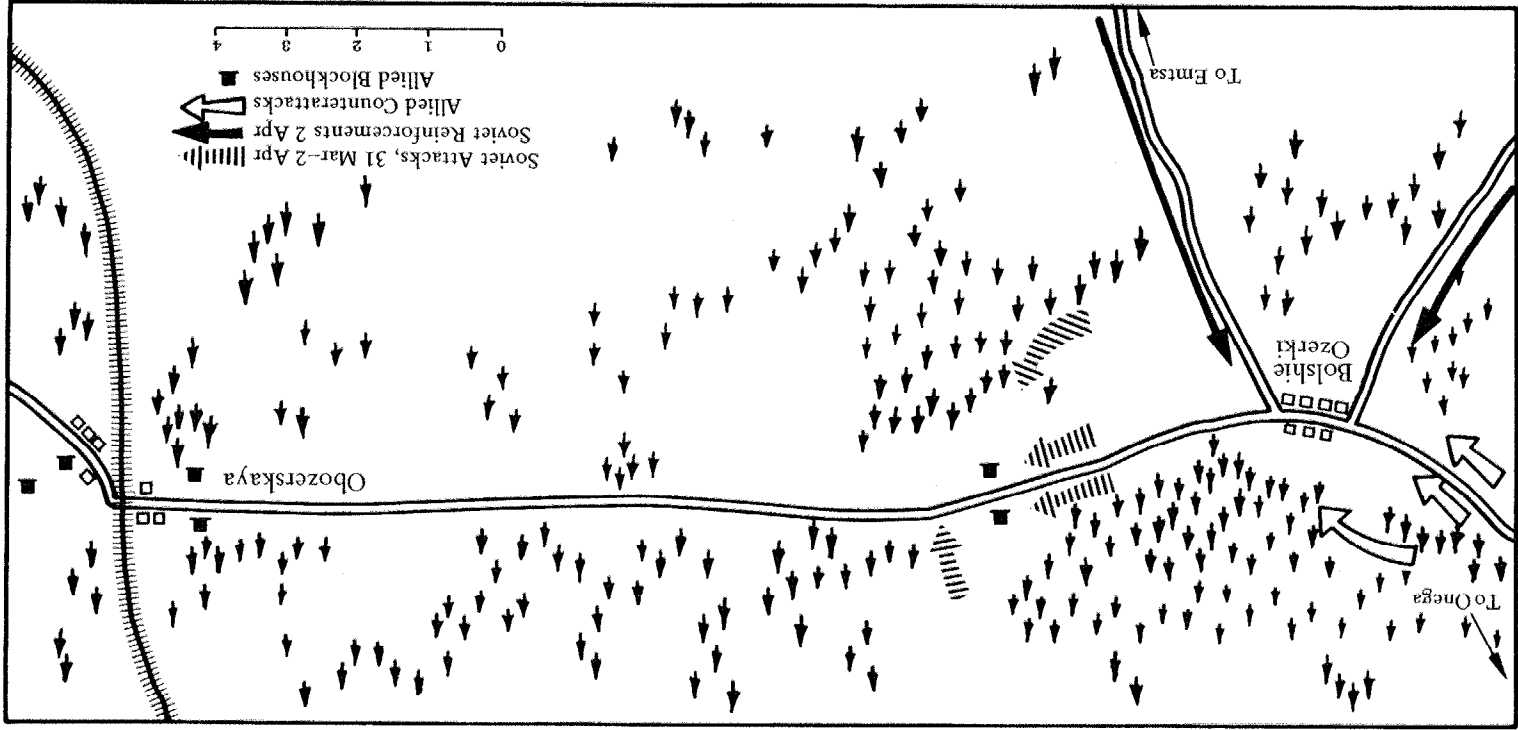 To Onega
Obozerskaya
Bolshie
Ozerki
Soviet Attacks, 31 Mar–2 Apr
Soviet Reinforcements 2 Apr
Allied Counterattacks
Allied Blockhouses
0 1 2 3 4
To Emtsa